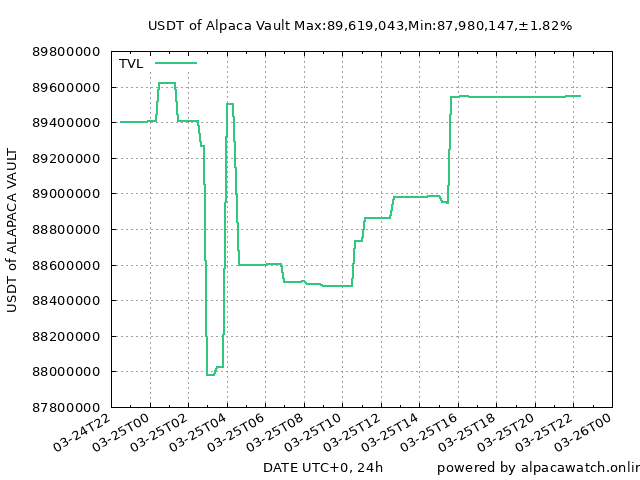 USDT of Alpaca Vault Max:89,619,043,Min:87,980,147,±1.82%
TVL
89800000
89600000
89400000
89200000
89000000
88800000
88600000
88400000
88200000
88000000
87800000
USDT of ALAPACA VAULT
03-24T22
03-25T00
03-25T02
03-25T04
03-25T06
03-25T08
03-25T10
03-25T12
03-25T14
03-25T16
03-25T18
03-25T20
03-25T22
03-26T00
DATE UTC+0, 24h
powered by alpacawatch.onlin